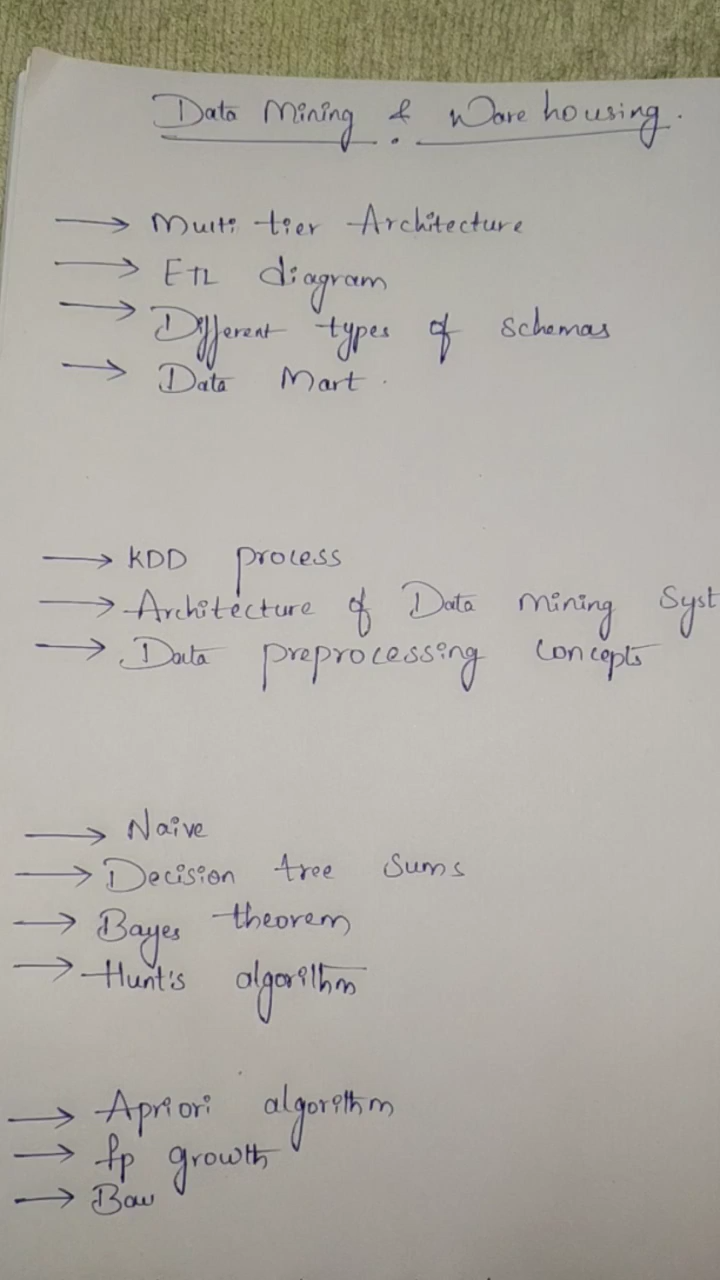 Data Mining & Ware housing.
→ Multi tier Architecture
→ ETL diagram
→ Different types of schemas
→ Data Mart.
→ KDD process
→ Architecture of Data mining Syst
→ Data preprocessing concepts
→ Naive
→ Decision tree sums
→ Bayes theorem
→ Hunt's algorithm
→ Apriori algorithm
→ fp growth